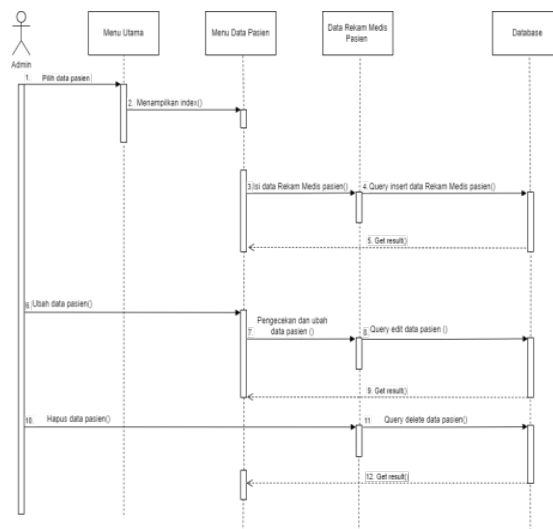 Menu Utama
Menu Data Pasien
Data Rekam Medis
Pasien
Database
Admin
1. Pilih data pasien
2. Menampilkan index()
3. Isi data Rekam Medis pasien()
4. Query insert data Rekam Medis pasien()
5. Get result()
6. Ubah data pasien()
Pengecekan dan ubah
7. data pasien ()
8. Query edit data pasien ()
9. Get result()
10. Hapus data pasien()
11. Query delete data pasien()
12. Get result()